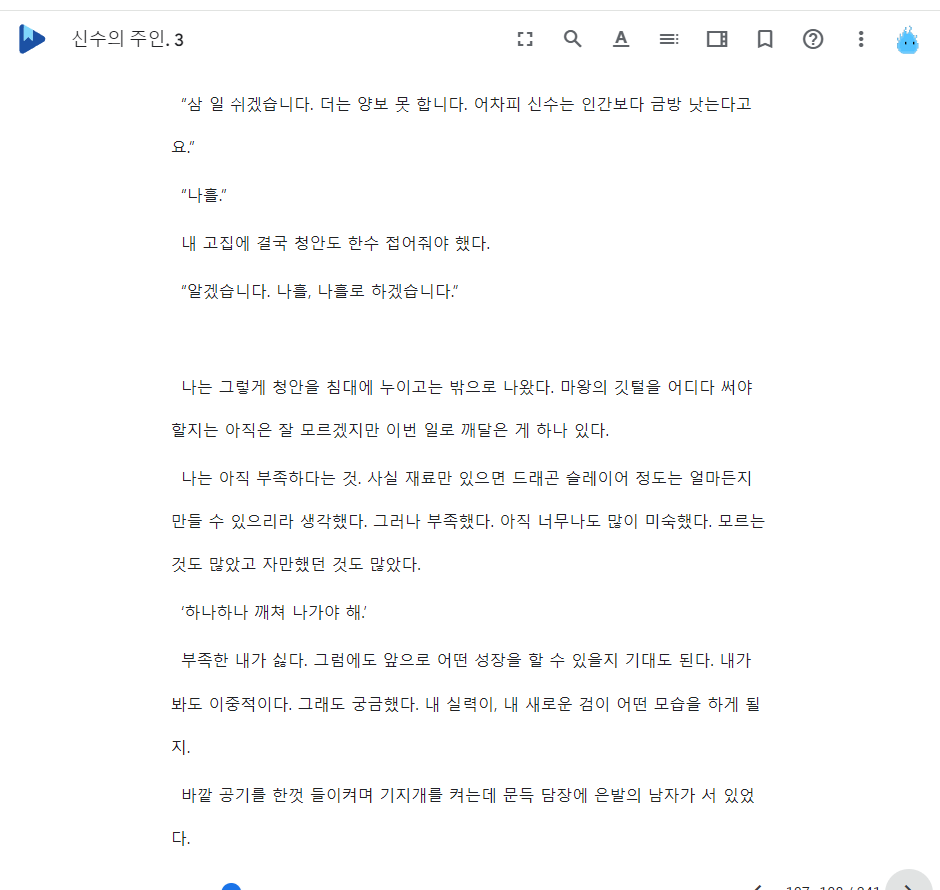 신수의 주인. 3
“삼 일 쉬겠습니다. 더는 양보 못 합니다. 어차피 신수는 인간보다 금방 낫는다고
요.”
“나흘.”
내 고집에 결국 청안도 한수 접어줘야 했다.
“알겠습니다. 나흘, 나흘로 하겠습니다.”
나는 그렇게 청안을 침대에 누이고는 밖으로 나왔다. 마왕의 깃털을 어디다 써야
할지는 아직은 잘 모르겠지만 이번 일로 깨달은 게 하나 있다.
나는 아직 부족하다는 것. 사실 재료만 있으면 드래곤 슬레이어 정도는 얼마든지
만들 수 있으리라 생각했다. 그러나 부족했다. 아직 너무나도 많이 미숙했다. 모르는
것도 많았고 자만했던 것도 많았다.
‘하나하나 깨쳐 나가야 해.’
부족한 내가 싫다. 그럼에도 앞으로 어떤 성장을 할 수 있을지 기대도 된다. 내가
봐도 이중적이다. 그래도 궁금했다. 내 실력이, 내 새로운 검이 어떤 모습을 하게 될
지.
바깥 공기를 한껏 들이켜며 기지개를 켜는데 문득 담장에 은발의 남자가 서 있었
다.